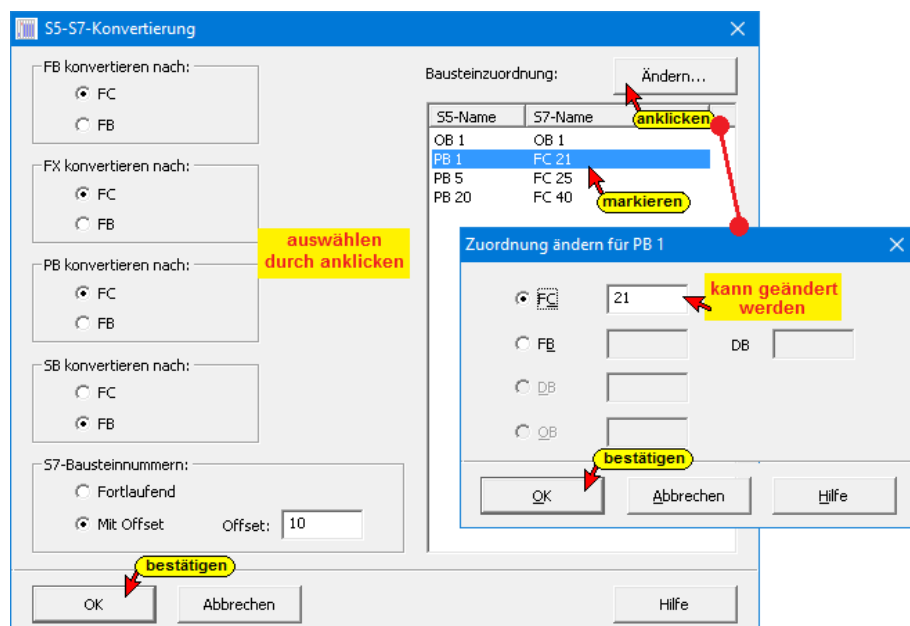 S5-S7-Konvertierung
FB konvertieren nach:
FC
FB
FX konvertieren nach:
FC
FB
auswählen
durch anklicken
PB konvertieren nach:
FC
FB
SB konvertieren nach:
FC
FB
S7-Bausteinnummern:
Fortlaufend
Mit Offset Offset: 10
bestätigen
OK Abbrechen Hilfe
Bausteinzuordnung: Ändern...
anklicken
S5-Name S7-Name
OB 1 OB 1
PB 1 FC 21
PB 5 FC 25
PB 20 FC 40
markieren
Zuordnung ändern für PB 1
FC 21
kann geändert
werden
FB DB
DB
OB
bestätigen
OK Abbrechen Hilfe